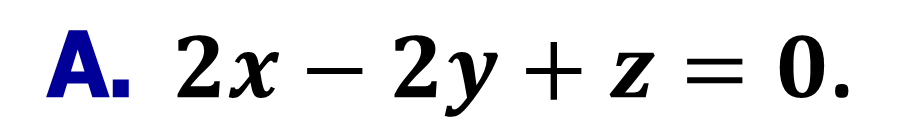 A. 2x − 2y + z = 0.